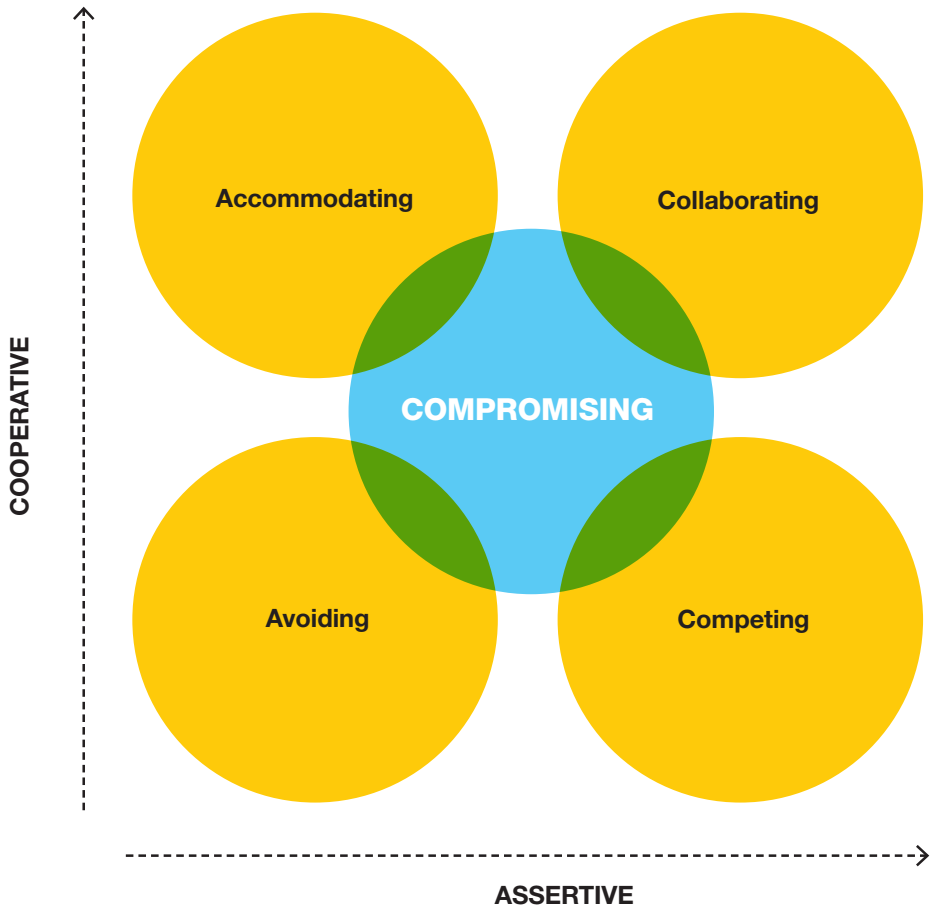 Accommodating
Collaborating
COOPERATIVE
COMPROMISING
Avoiding
Competing
ASSERTIVE